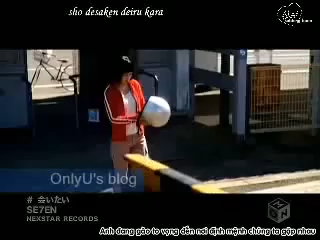 sho desaken deiru kara
OnlyU's blog
# 会いたい
SE7EN
NEXSTAR RECORDS
Anh đang gào to vọng đến nơi định mệnh chúng ta gặp nhau